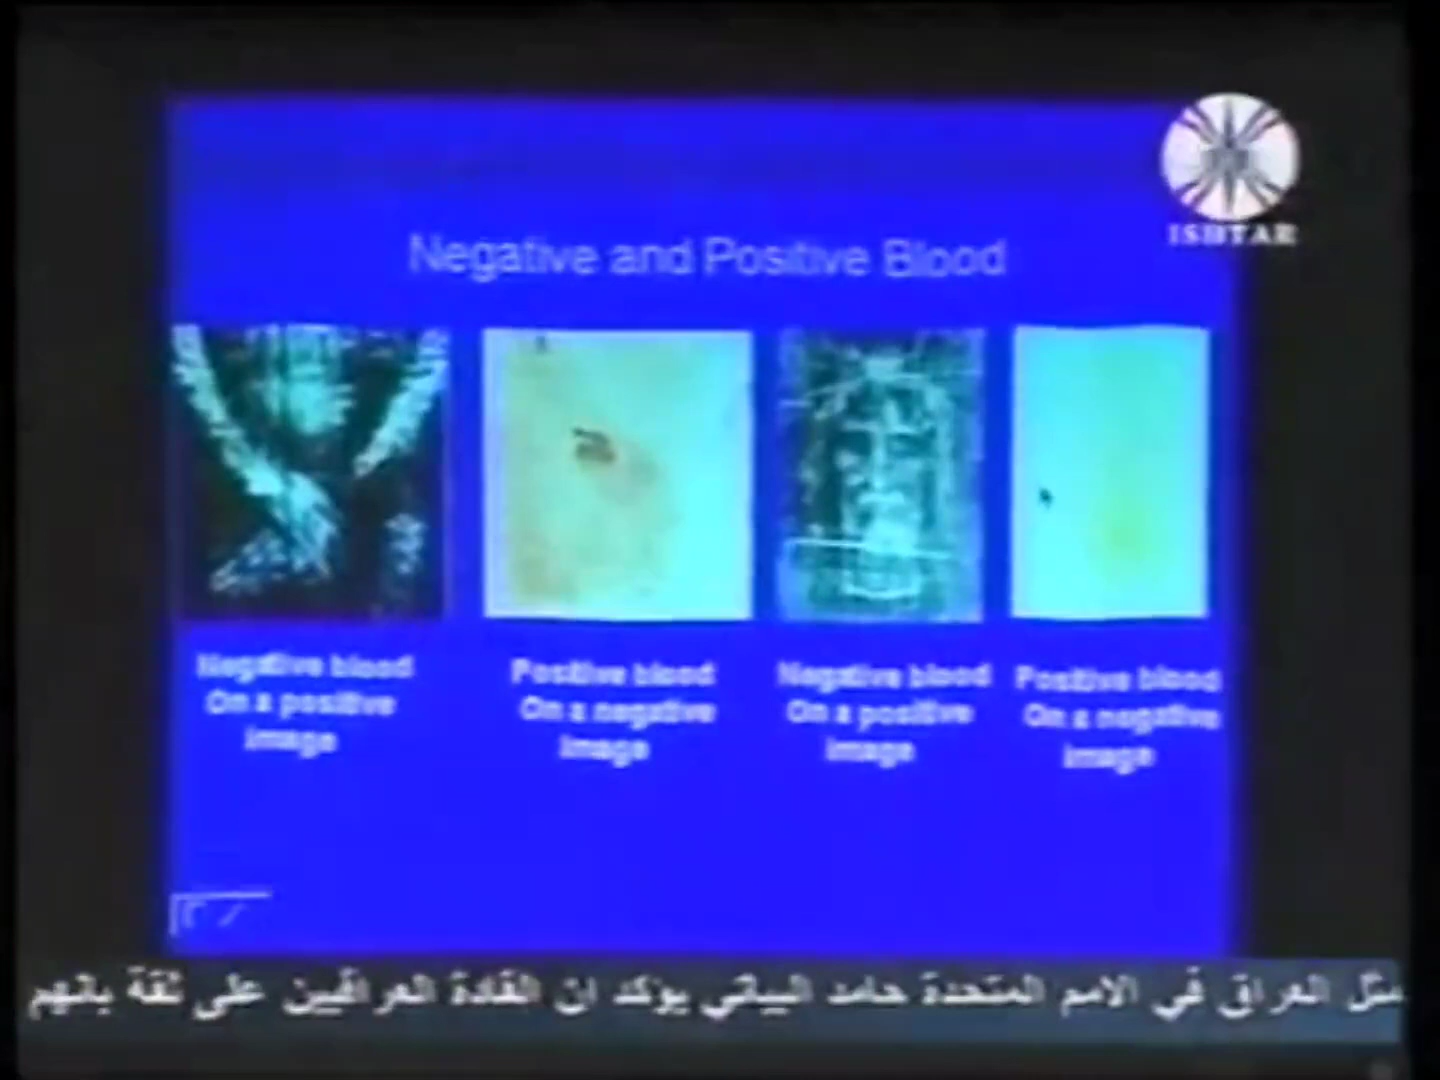 ISHTAR
Negative and Positive Blood
Negative blood
On a positive
image
Positive blood
On a negative
image
Negative blood
On a positive
image
Positive blood
On a negative
image
مثل العراق في الامم المتحدة حامد البياتي يؤكد ان القادة العراقيين على ثقة بانهم